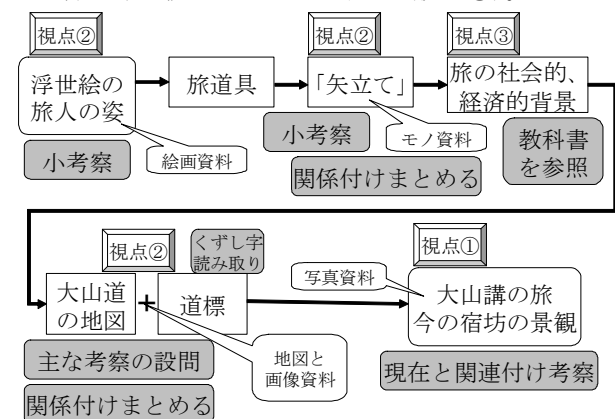 視点②
視点②
視点③
浮世絵の
旅人の姿
旅道具
「矢立て」
旅の社会的、
経済的背景
小考察
絵画資料
小考察
モノ資料
関係付けまとめる
教科書
を参照
視点②
くずし字
読み取り
視点①
大山道
の地図
+
道標
写真資料
大山講の旅
今の宿坊の景観
主な考察の設問
地図と
画像資料
現在と関連付け考察
関係付けまとめる